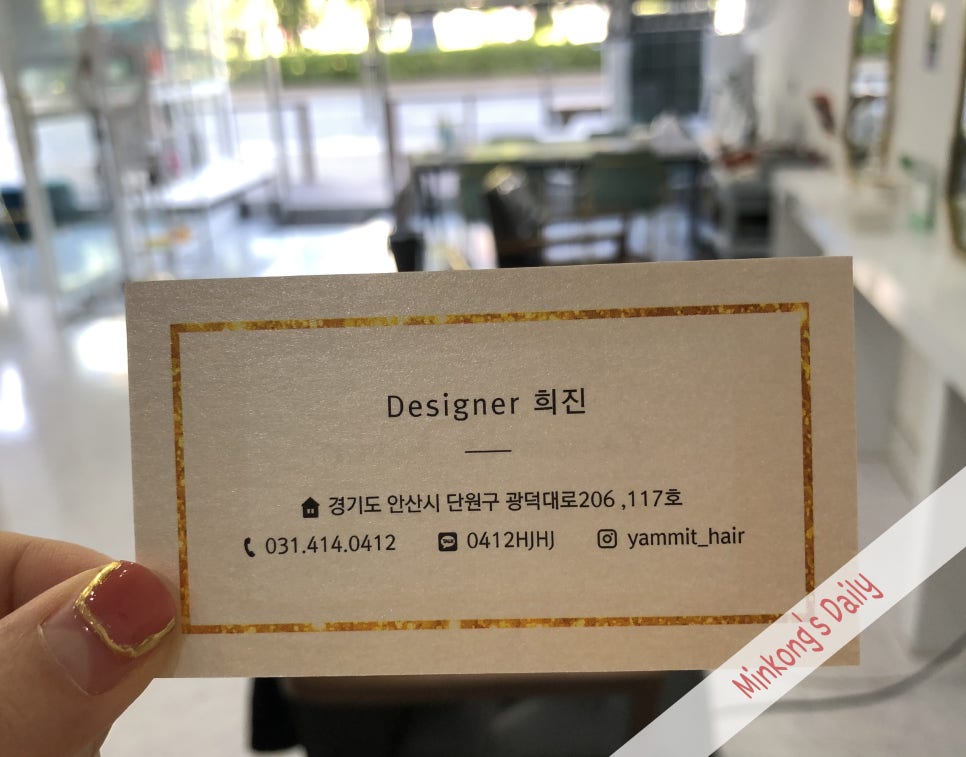 Designer 희진
경기도 안산시 단원구 광덕대로206 ,117호
031.414.0412 TALK 0412HJHJ yammit_hair
Minkong's Daily